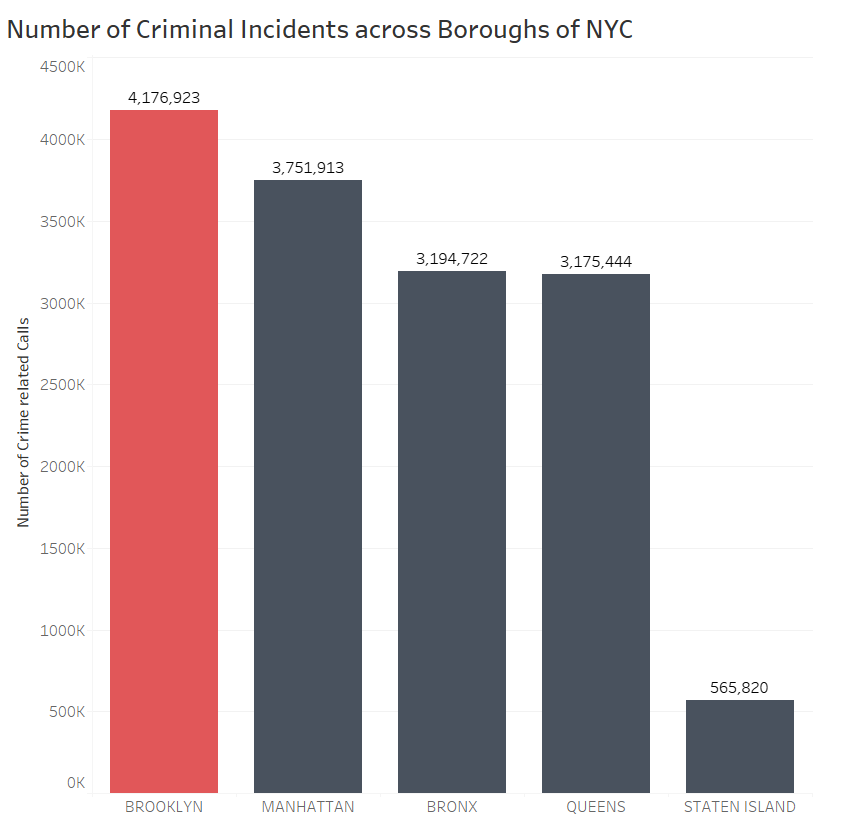 Number of Criminal Incidents across Boroughs of NYC
4500K
4,176,923
4000K
3,751,913
3500K
3,194,722
3,175,444
3000K
Number of Crime related Calls
2500K
2000K
1500K
1000K
565,820
500K
0K
BROOKLYN
MANHATTAN
BRONX
QUEENS
STATEN ISLAND